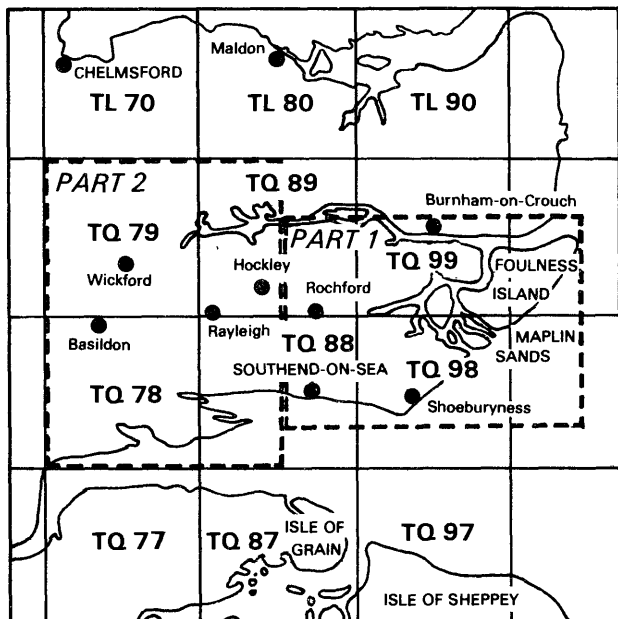 Maldon
CHELMSFORD
TL 70
TL 80
TL 90
PART 2
TQ 89
Burnham-on-Crouch
TQ 79
PART 1
TQ 99
Wickford
Hockley
Rochford
FOULNESS
ISLAND
Basildon
Rayleigh
TQ 88
MAPLIN
SANDS
SOUTHEND-ON-SEA
TQ 98
TQ 78
Shoeburyness
TQ 77
TQ 87
ISLE OF
GRAIN
TQ 97
ISLE OF SHEPPEY